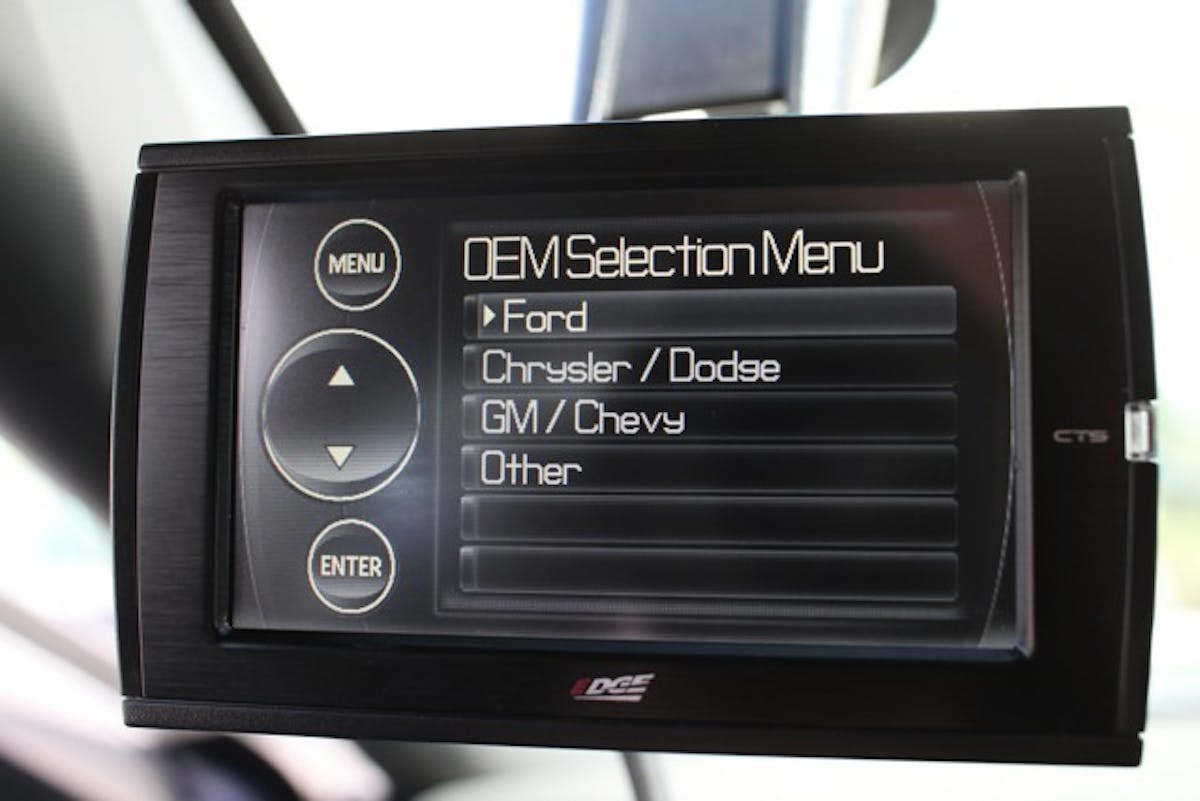 MENU
OEM Selection Menu
Ford
Chrysler / Dodge
GM / Chevy
Other
ENTER
CTS
EDGE